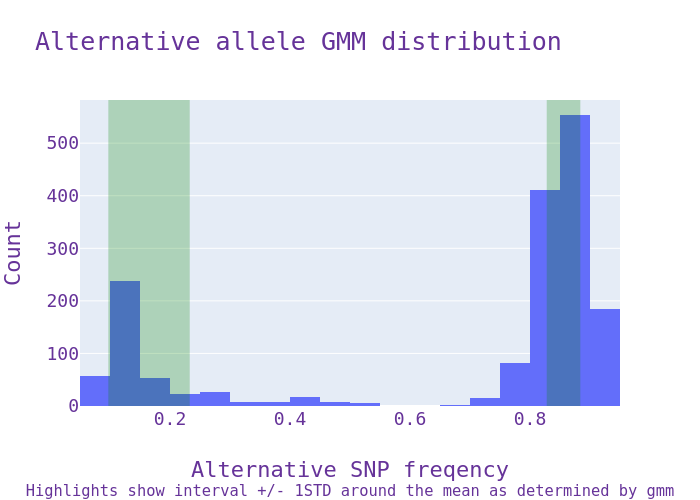 Alternative allele GMM distribution
Count
500
400
300
200
100
0
0.2 0.4 0.6 0.8
Alternative SNP freqency
Highlights show interval +/- 1STD around the mean as determined by gmm